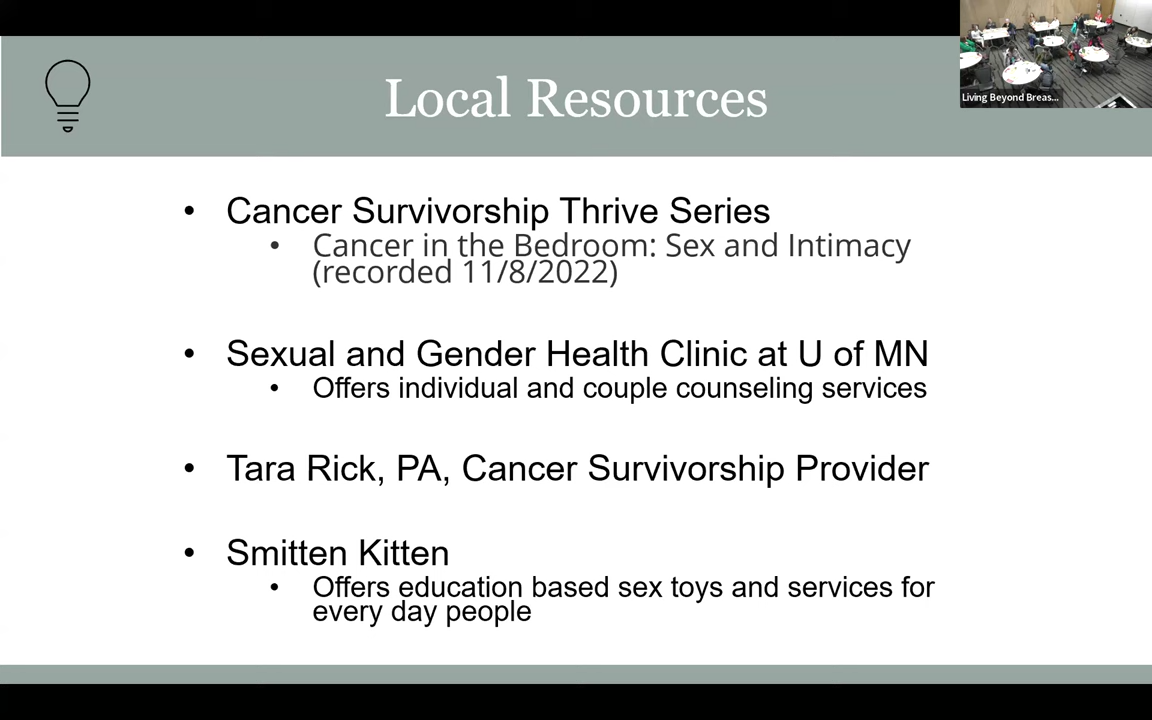 Local Resources
Living Beyond Breas...
• Cancer Survivorship Thrive Series
• Cancer in the Bedroom: Sex and Intimacy
(recorded 11/8/2022)
• Sexual and Gender Health Clinic at U of MN
• Offers individual and couple counseling services
• Tara Rick, PA, Cancer Survivorship Provider
• Smitten Kitten
• Offers education based sex toys and services for
every day people